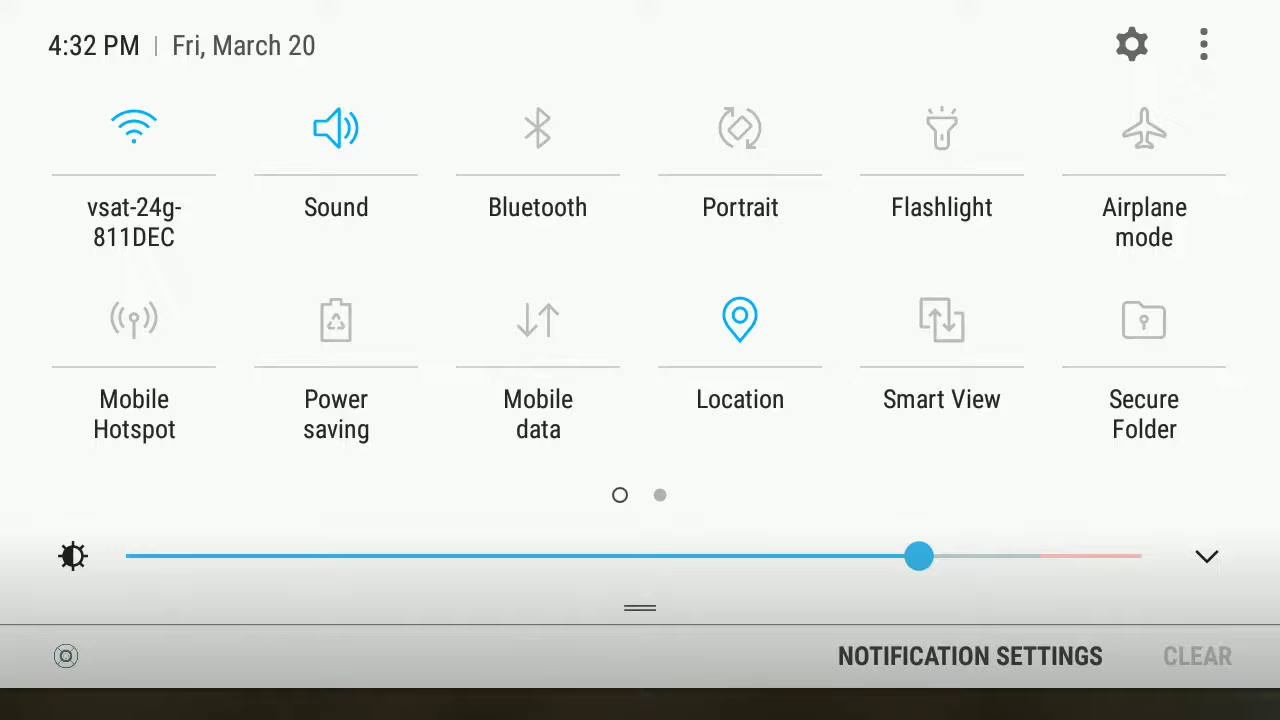 4:32 PM | Fri, March 20
vsat-24g-
811DEC
Sound
Bluetooth
Portrait
Flashlight
Airplane
mode
Mobile
Hotspot
Power
saving
Mobile
data
Location
Smart View
Secure
Folder
NOTIFICATION SETTINGS
CLEAR